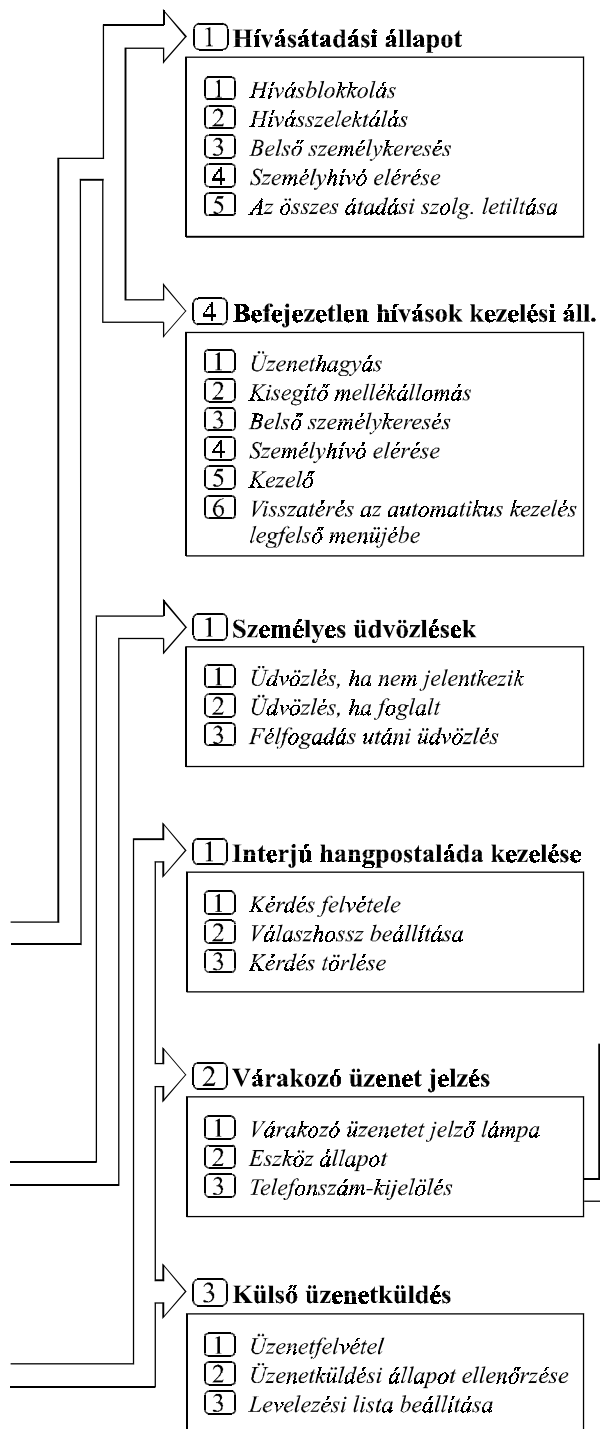 1 Hívásátadási állapot
1 Hívásblokkolás
2 Hívásszelektálás
3 Belső személykeresés
4 Személyhívó elérése
5 Az összes átadási szolg. letiltása
4 Befejezetlen hívások kezelési áll.
1 Üzenethagyás
2 Kisegítő mellékállomás
3 Belső személykeresés
4 Személyhívó elérése
5 Kezelő
6 Visszatérés az automatikus kezelés
legfelső menüjébe
1 Személyes üdvözlések
1 Üdvözlés, ha nem jelentkezik
2 Üdvözlés, ha foglalt
3 Félfogadás utáni üdvözlés
1 Interjú hangpostaláda kezelése
1 Kérdés felvétele
2 Válaszhossz beállítása
3 Kérdés törlése
2 Várakozó üzenet jelzés
1 Várakozó üzenetet jelző lámpa
2 Eszköz állapot
3 Telefonszám-kijelölés
3 Külső üzenetküldés
1 Üzenetfelvétel
2 Üzenetküldési állapot ellenőrzése
3 Levelezési lista beállítása